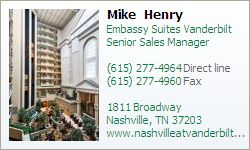 Mike Henry
Embassy Suites Vanderbilt
Senior Sales Manager
(615) 277-4964 Direct line
(615) 277-4960 Fax
1811 Broadway
Nashville, TN 37203
www.nashvilleatvanderbilt...